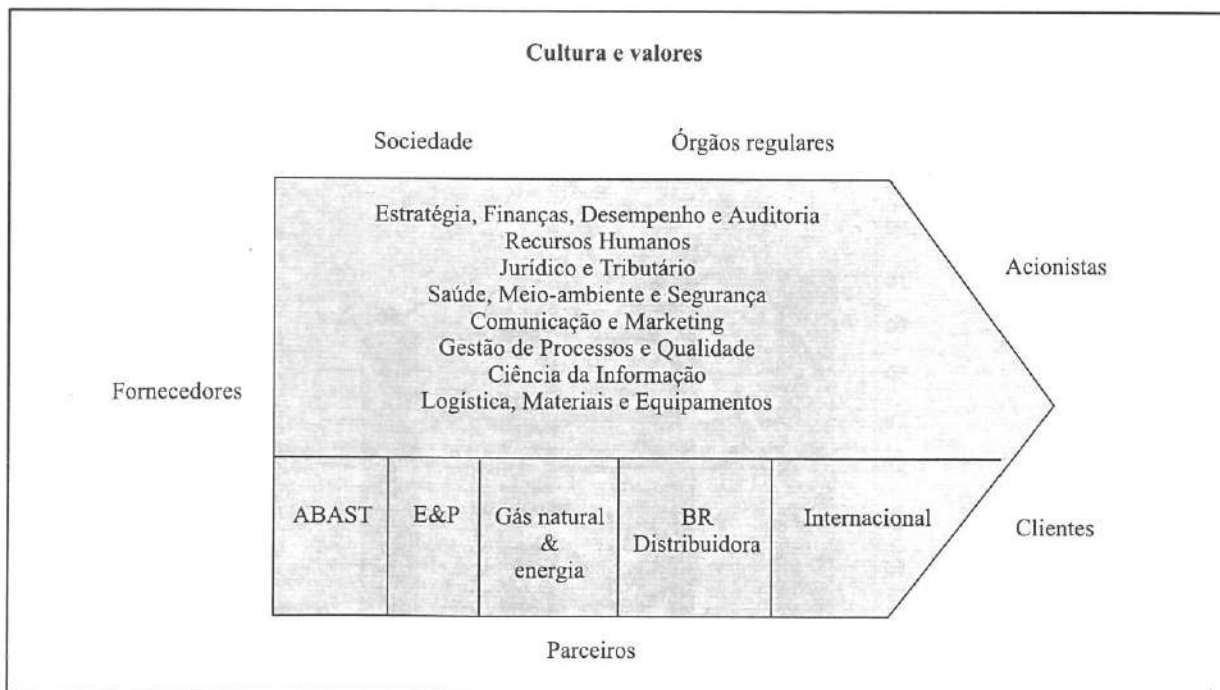 Cultura e valores
Sociedade
Órgãos regulares
Estratégia, Finanças, Desempenho e Auditoria
Recursos Humanos
Jurídico e Tributário
Saúde, Meio-ambiente e Segurança
Comunicação e Marketing
Gestão de Processos e Qualidade
Ciência da Informação
Logística, Materiais e Equipamentos
Acionistas
Fornecedores
ABAST
E&P
Gás natural
&
energia
BR
Distribuidora
Internacional
Clientes
Parceiros